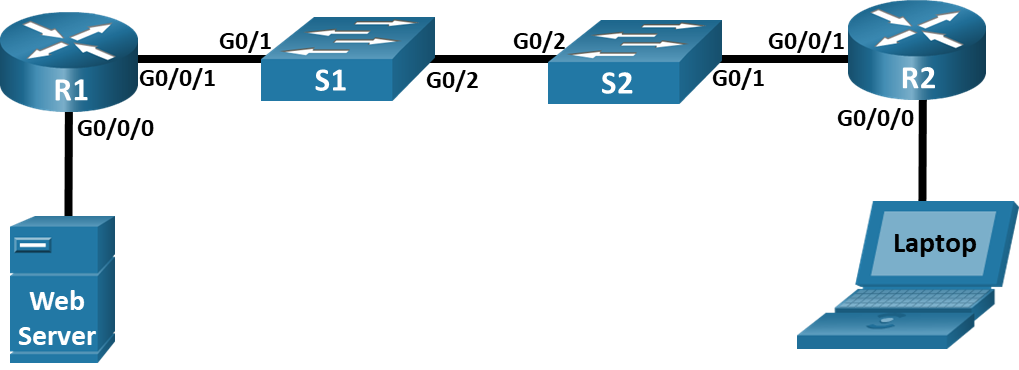 G0/1
G0/2
G0/0/1
R1
G0/0/1
S1
G0/2
S2
G0/1
R2
G0/0/0
G0/0/0
Laptop
Web
Server